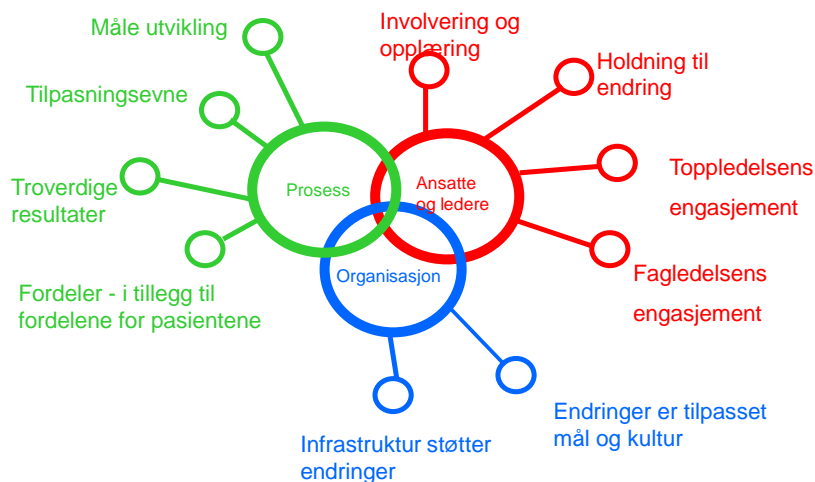 Måle utvikling
Tilpasningsevne
Troverdige
resultater
Fordeler - i tillegg til
fordelene for pasientene
Prosess
Involvering og
opplæring
Holdning til
endring
Toppledelsens
engasjement
Fagledelsens
engasjement
Ansatte
og ledere
Organisasjon
Infrastruktur støtter
endringer
Endringer er tilpasset
mål og kultur